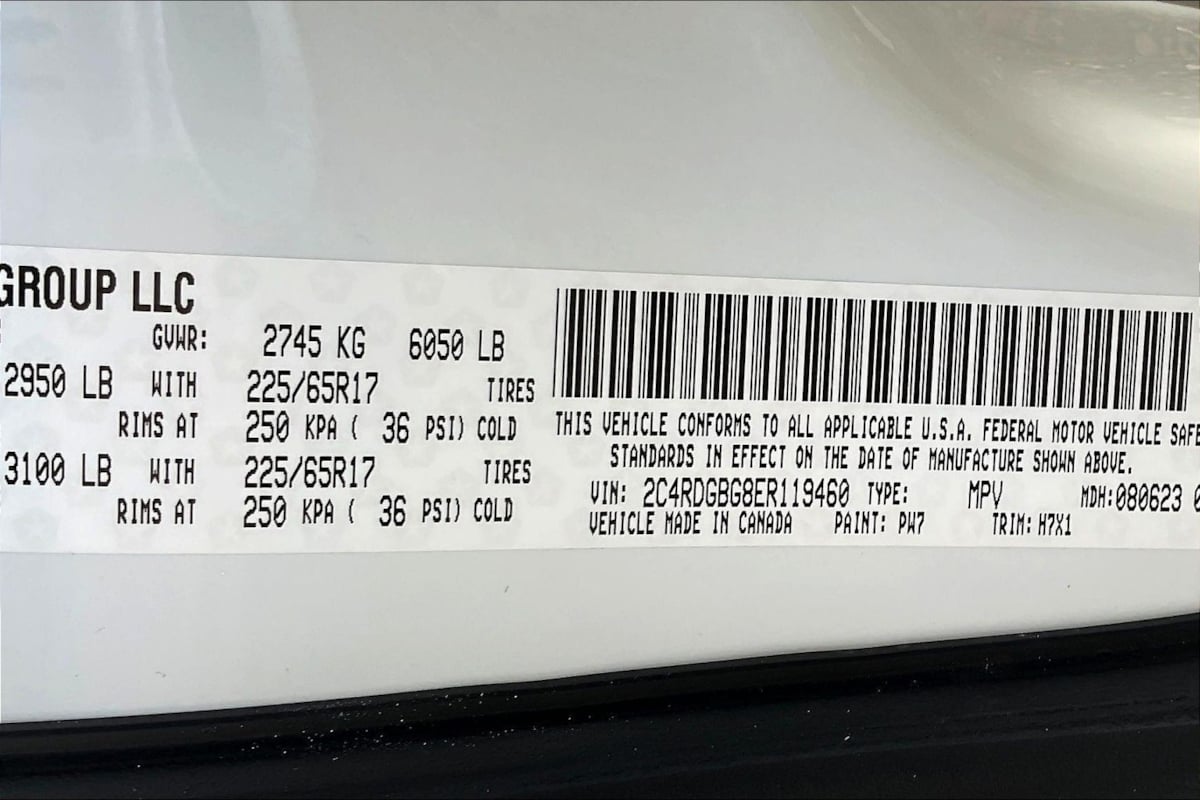 GROUP LLC
GVWR: 2745 KG 6050 LB
2950 LB WITH 225/65R17 TIRES
RIMS AT 250 KPA ( 36 PSI) COLD
3100 LB WITH 225/65R17 TIRES
RIMS AT 250 KPA ( 36 PSI) COLD
THIS VEHICLE CONFORMS TO ALL APPLICABLE U.S.A. FEDERAL MOTOR VEHICLE SAFE
STANDARDS IN EFFECT ON THE DATE OF MANUFACTURE SHOWN ABOVE.
VIN: 2C4RDGBG8ER119460 TYPE: MPV MDH:080623 0
VEHICLE MADE IN CANADA PAINT: PW7 TRIM: H7X1